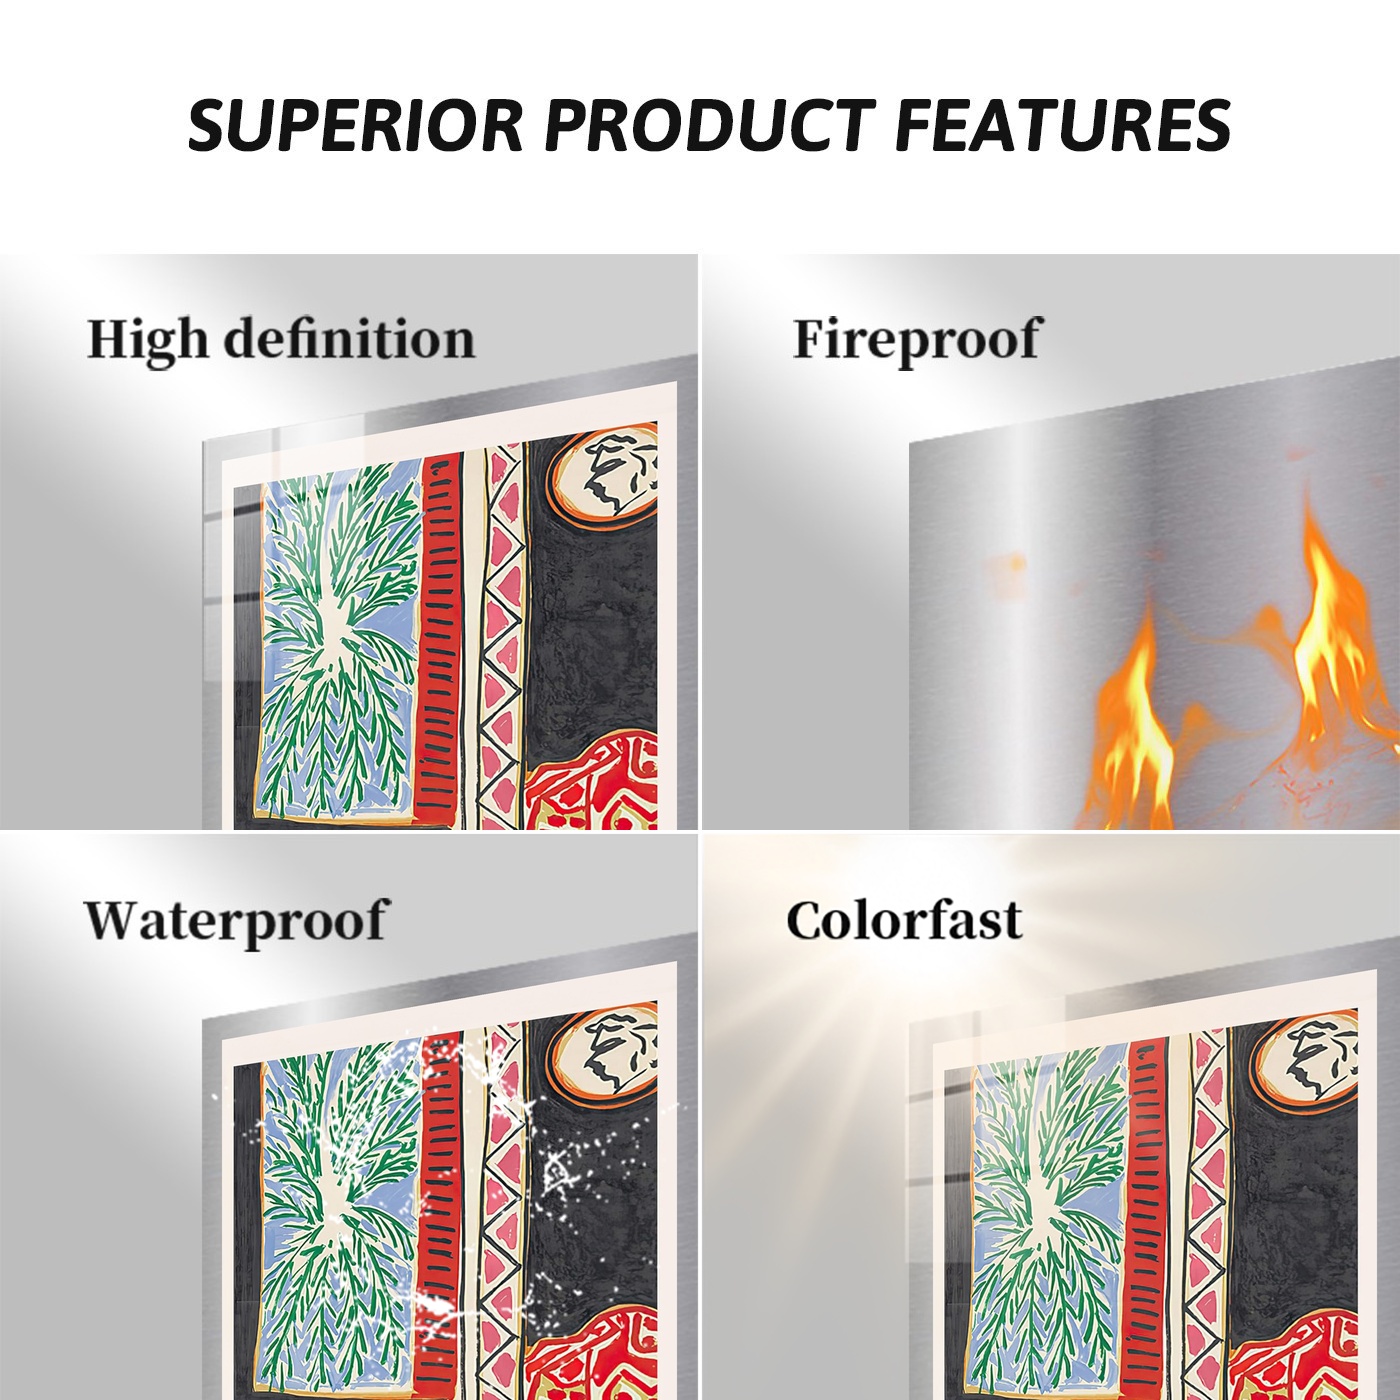 SUPERIOR PRODUCT FEATURES
High definition
Fireproof
Waterproof
Colorfast